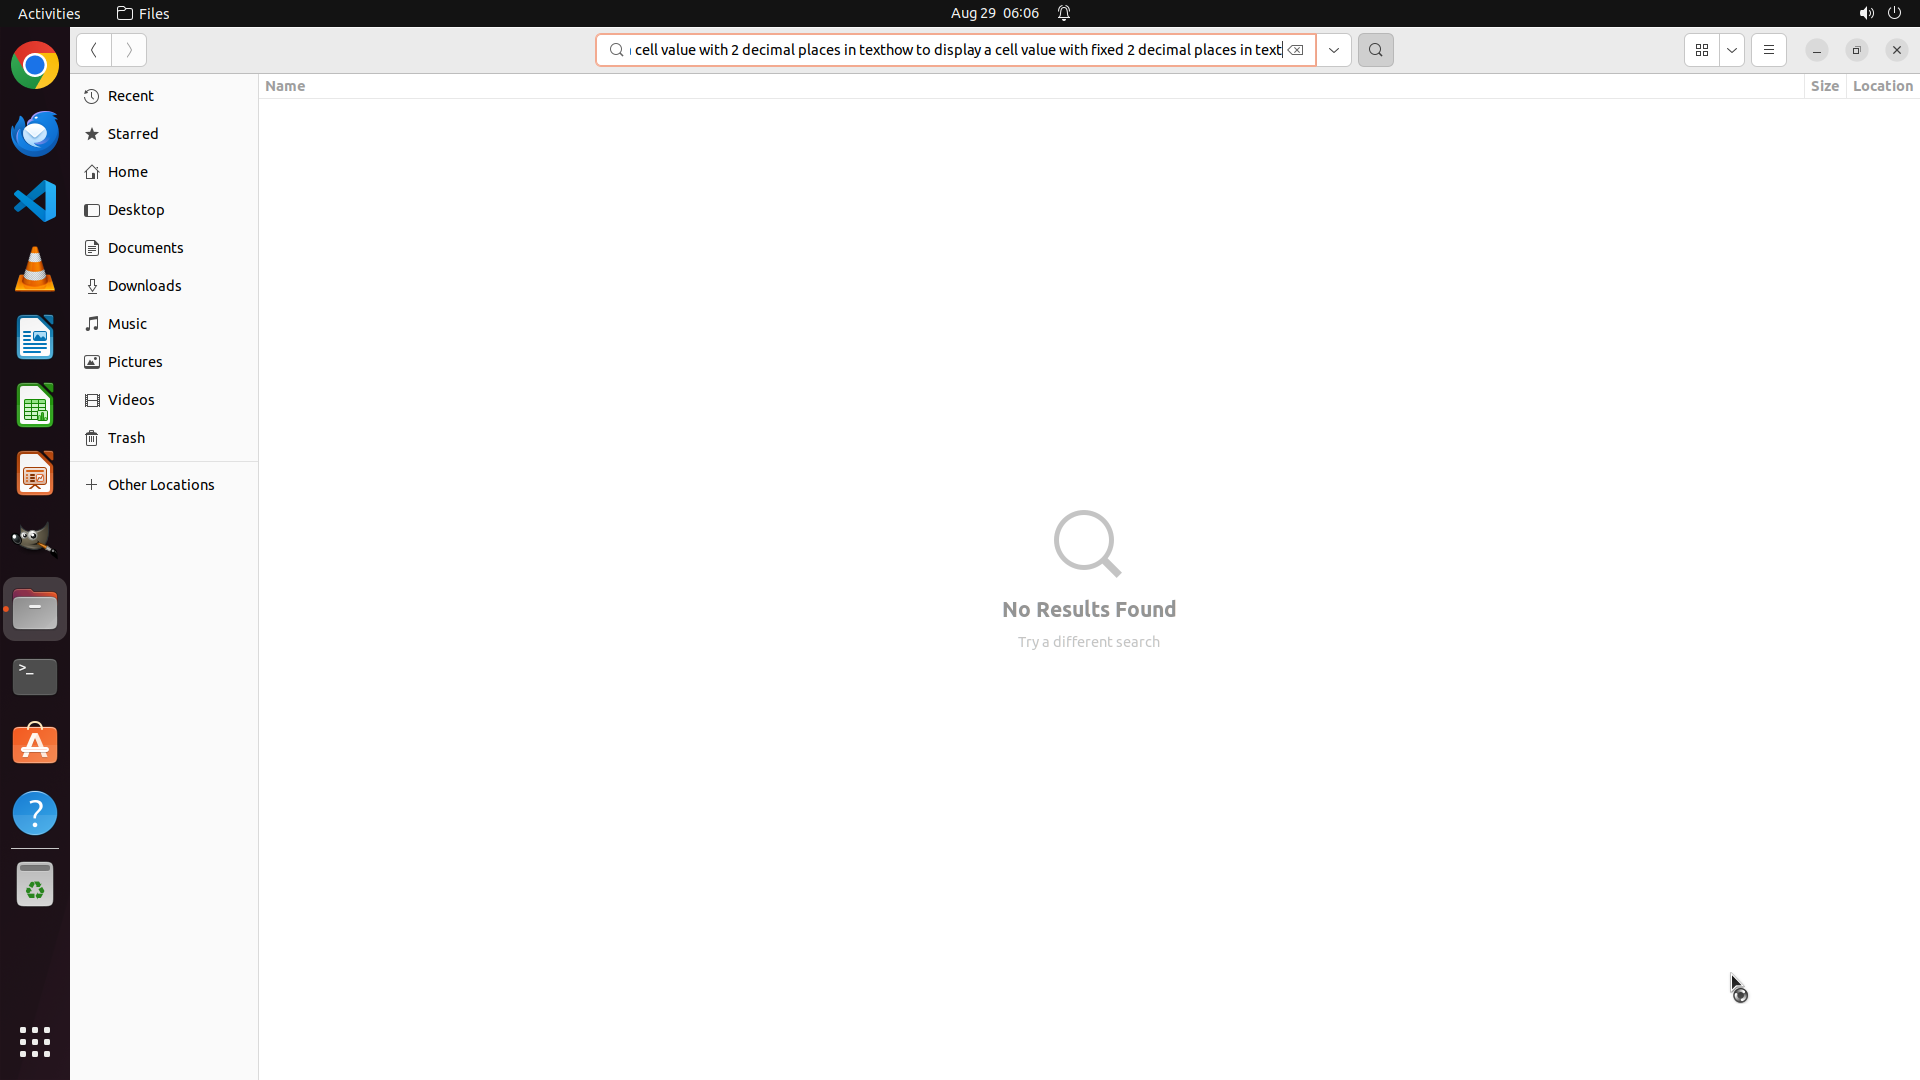 Activities
Files
Aug 29 06:06
cell value with 2 decimal places in texthow to display a cell value with fixed 2 decimal places in text
Name
Size
Location
Recent
Starred
Home
Desktop
Documents
Downloads
Music
Pictures
Videos
Trash
Other Locations
No Results Found
Try a different search